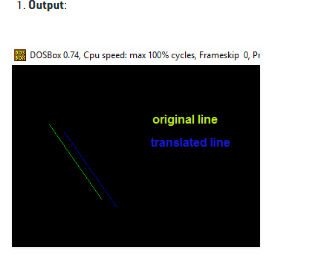 1. Output:
DOSBox 0.74, Cpu speed: max 100% cycles, Frameskip 0, Pr
original line
translated line